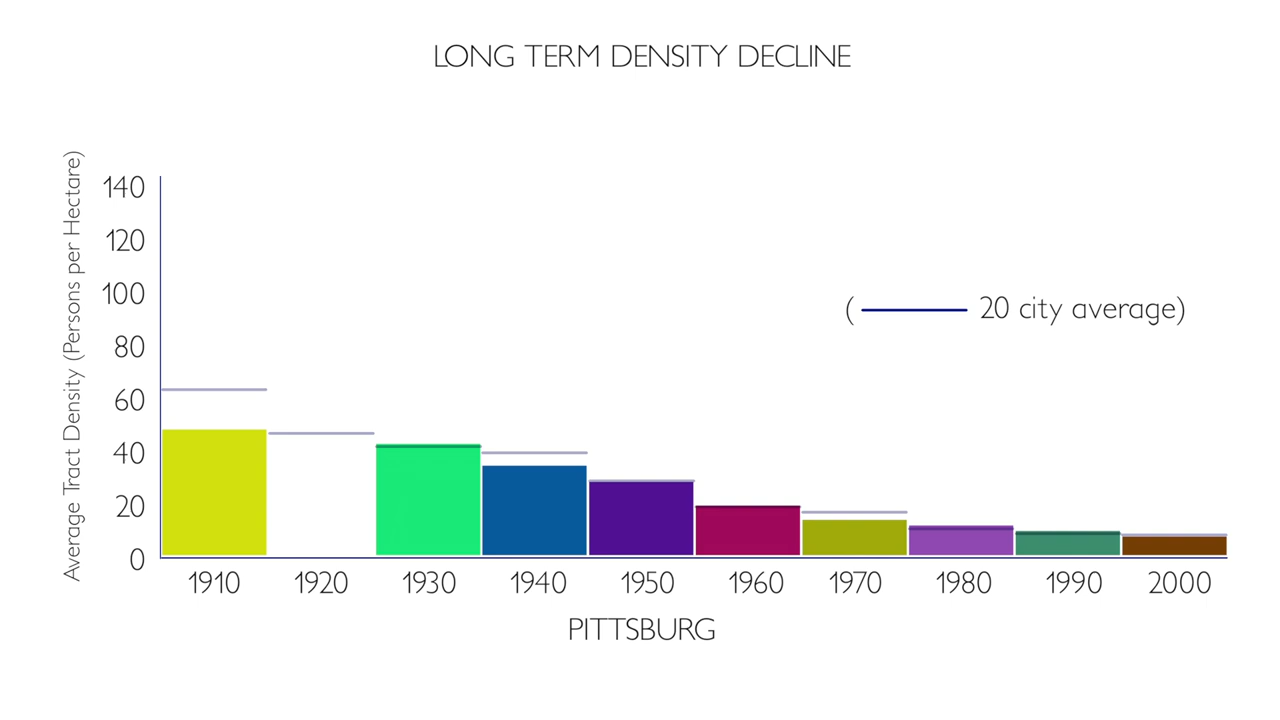 LONG TERM DENSITY DECLINE
Average Tract Density (Persons per Hectare)
140
120
100
80
60
40
20
0
( 20 city average)
1910 1920 1930 1940 1950 1960 1970 1980 1990 2000
PITTSBURG